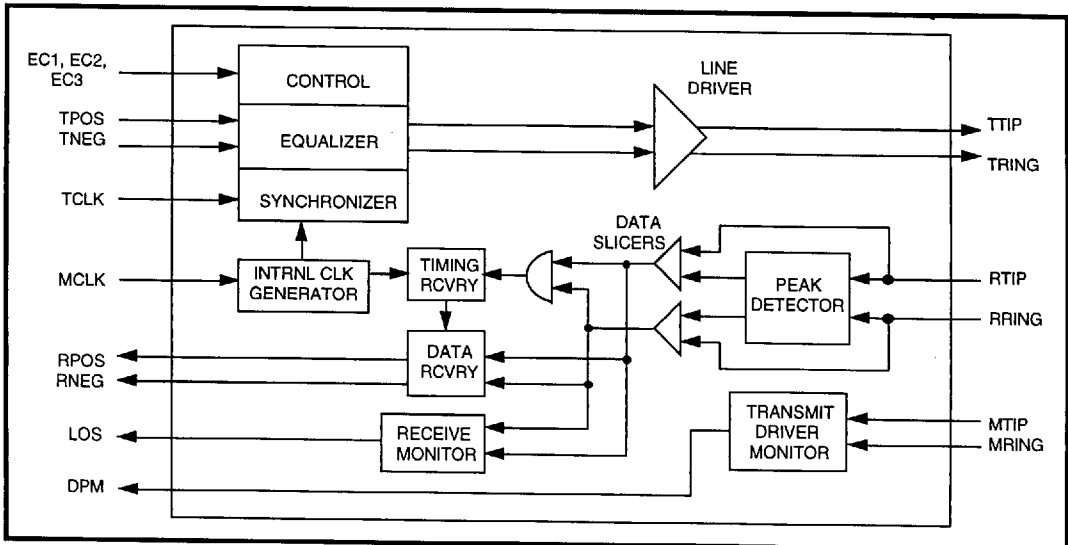 EC1, EC2,
EC3
CONTROL
LINE
DRIVER
TPOS
TNEG
EQUALIZER
TTIP
TRING
TCLK
SYNCHRONIZER
DATA
SLICERS
MCLK
INTRNL CLK
GENERATOR
TIMING
RCVRY
PEAK
DETECTOR
RTIP
RRING
RPOS
RNEG
DATA
RCVRY
LOS
RECEIVE
MONITOR
TRANSMIT
DRIVER
MONITOR
MTIP
MRING
DPM